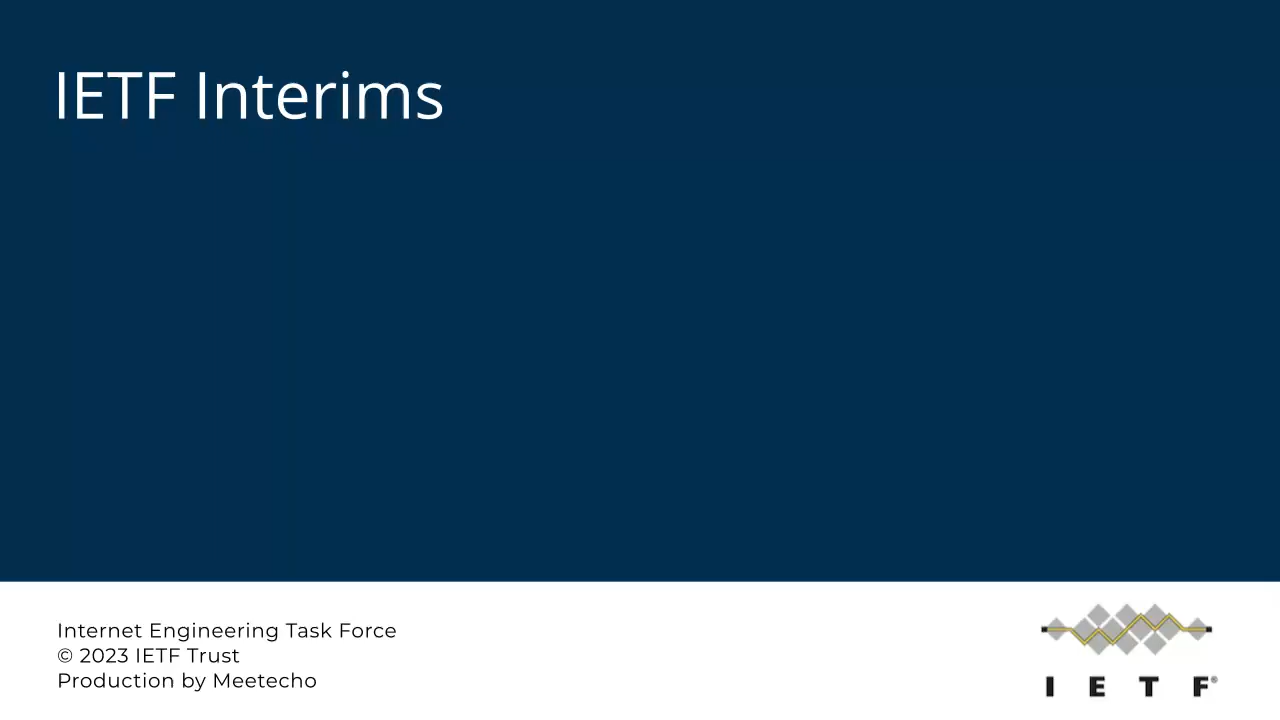 IETF Interims
Internet Engineering Task Force
© 2023 IETF Trust
Production by Meetecho
I E T F®